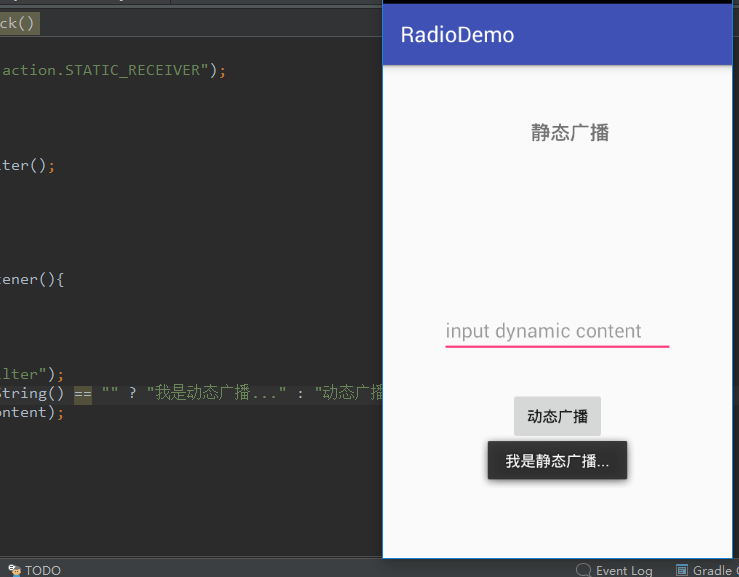 ck()
action.STATIC_RECEIVER");
ter();
ener(){
lter");
String() == "" ? "我是动态广播..." : "动态广播
ontent);
RadioDemo
静态广播
input dynamic content
动态广播
我是静态广播...
TODO
Event Log
Gradle